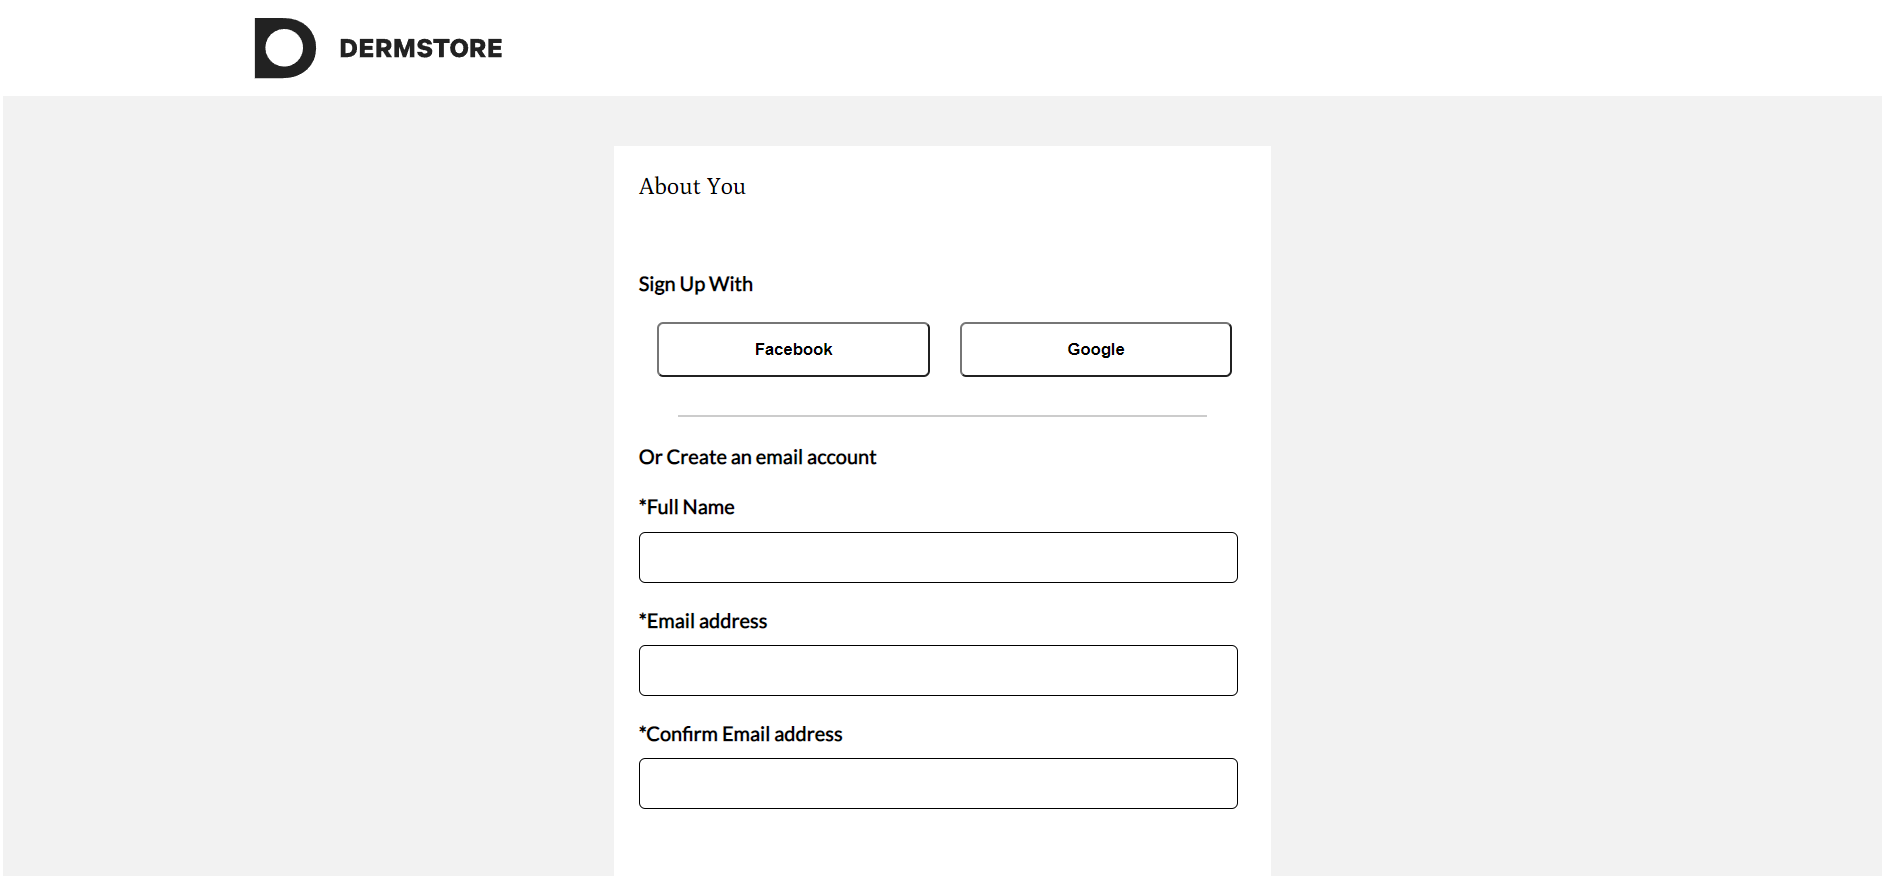 DERMSTORE
About You
Sign Up With
Facebook Google
Or Create an email account
*Full Name
*Email address
*Confirm Email address